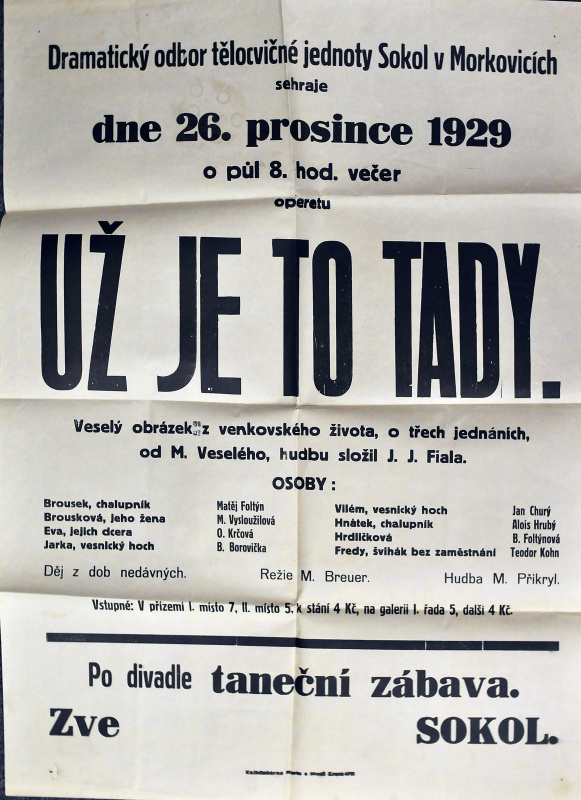 Dramatický odbor tělocvičné jednoty Sokol v Morkovicích
sehraje
dne 26. prosince 1929
o půl 8. hod. večer
operetu
UŽ JE TO TADY.
Veselý obrázek z venkovského života, o třech jednáních,
od M. Veselého, hudbu složil J. J. Fiala.
OSOBY :
Brousek, chalupník Matěj Foltýn
Brousková, jeho žena M. Vysloužilová
Eva, jejich dcera O. Krčová
Jarka, vesnický hoch B. Borovička
Vilém, vesnický hoch Jan Churý
Hnátek, chalupník Alois Hrubý
Hrdličková B. Foltýnová
Fredy, švihák bez zaměstnání Teodor Kohn
Děj z dob nedávných. Režie M. Breuer. Hudba M. Přikryl.
Vstupné: V přízemí I. místo 7, II. místo 5, k stání 4 Kč, na galerii I. řada 5, další 4 Kč.
Po divadle taneční zábava.
Zve SOKOL.